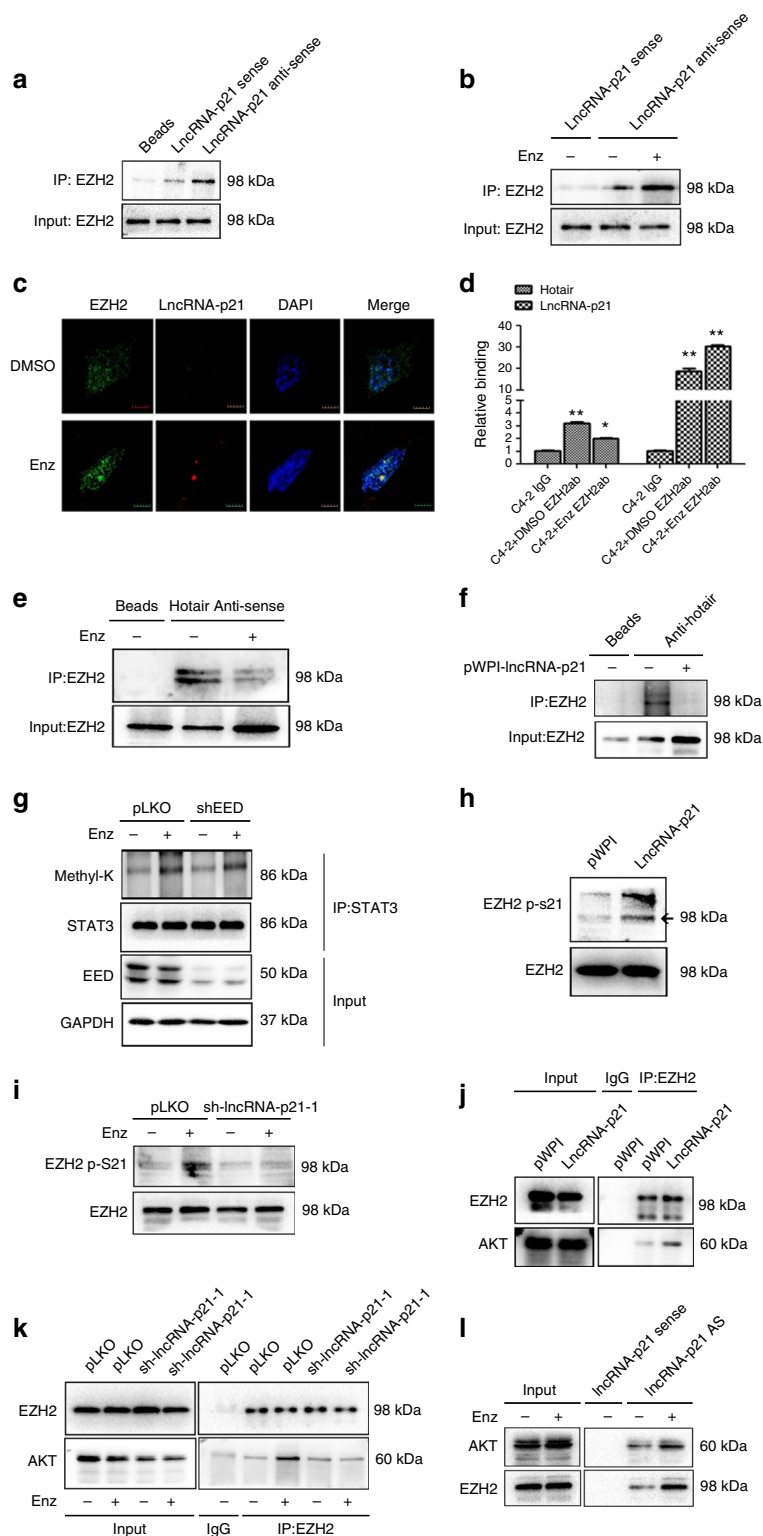 a
Beads
LncRNA-p21 sense
LncRNA-p21 anti-sense
IP: EZH2
98 kDa
Input: EZH2
98 kDa
b
LncRNA-p21 sense
LncRNA-p21 anti-sense
Enz
– – +
IP: EZH2
98 kDa
Input: EZH2
98 kDa
c
EZH2 LncRNA-p21 DAPI Merge
DMSO
Enz
d
Hotair
LncRNA-p21
Relative binding
40
30
20
10
5
4
3
2
1
0
** * ** **
C4-2 IgG
C4-2+DMSO EZH2ab
C4-2+Enz EZH2ab
C4-2 IgG
C4-2+DMSO EZH2ab
C4-2+Enz EZH2ab
e
Beads Hotair Anti-sense
Enz – – +
IP:EZH2 98 kDa
Input:EZH2 98 kDa
f
Beads Anti-hotair
pWPI-lncRNA-p21 – – +
IP:EZH2 98 kDa
Input:EZH2 98 kDa
g
pLKO shEED
Enz – + – +
Methyl-K 86 kDa
STAT3 86 kDa
IP:STAT3
EED 50 kDa
GAPDH 37 kDa
Input
h
pWPI
LncRNA-p21
EZH2 p-s21
98 kDa
EZH2 98 kDa
i
pLKO sh-lncRNA-p21-1
Enz – + – +
EZH2 p-S21 98 kDa
EZH2 98 kDa
j
Input IgG IP:EZH2
pWPI
LncRNA-p21
pWPI
pWPI
LncRNA-p21
EZH2 98 kDa
AKT 60 kDa
k
pLKO
pLKO
sh-lncRNA-p21-1
sh-lncRNA-p21-1
pLKO
pLKO
pLKO
sh-lncRNA-p21-1
sh-lncRNA-p21-1
EZH2 98 kDa
AKT 60 kDa
Enz – + – + – – + – +
Input IgG IP:EZH2
l
Input
lncRNA-p21 sense
lncRNA-p21 AS
Enz – + – – +
AKT 60 kDa
EZH2 98 kDa